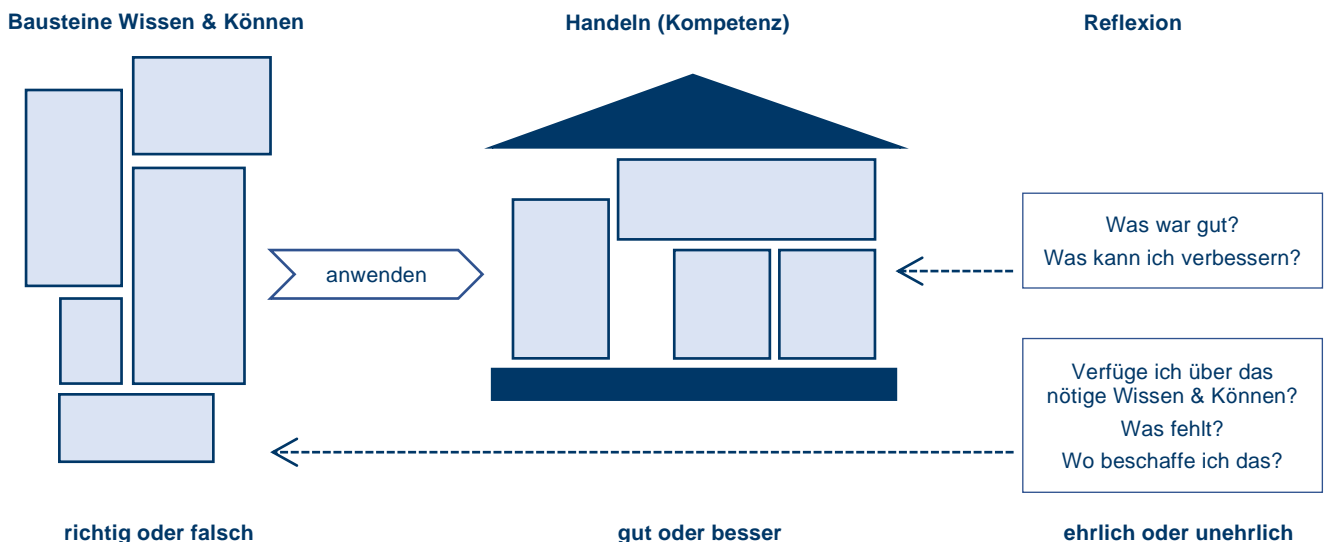 Bausteine Wissen & Können
Handeln (Kompetenz)
Reflexion
anwenden
Was war gut?
Was kann ich verbessern?
Verfüge ich über das
nötige Wissen & Können?
Was fehlt?
Wo beschaffe ich das?
richtig oder falsch
gut oder besser
ehrlich oder unehrlich